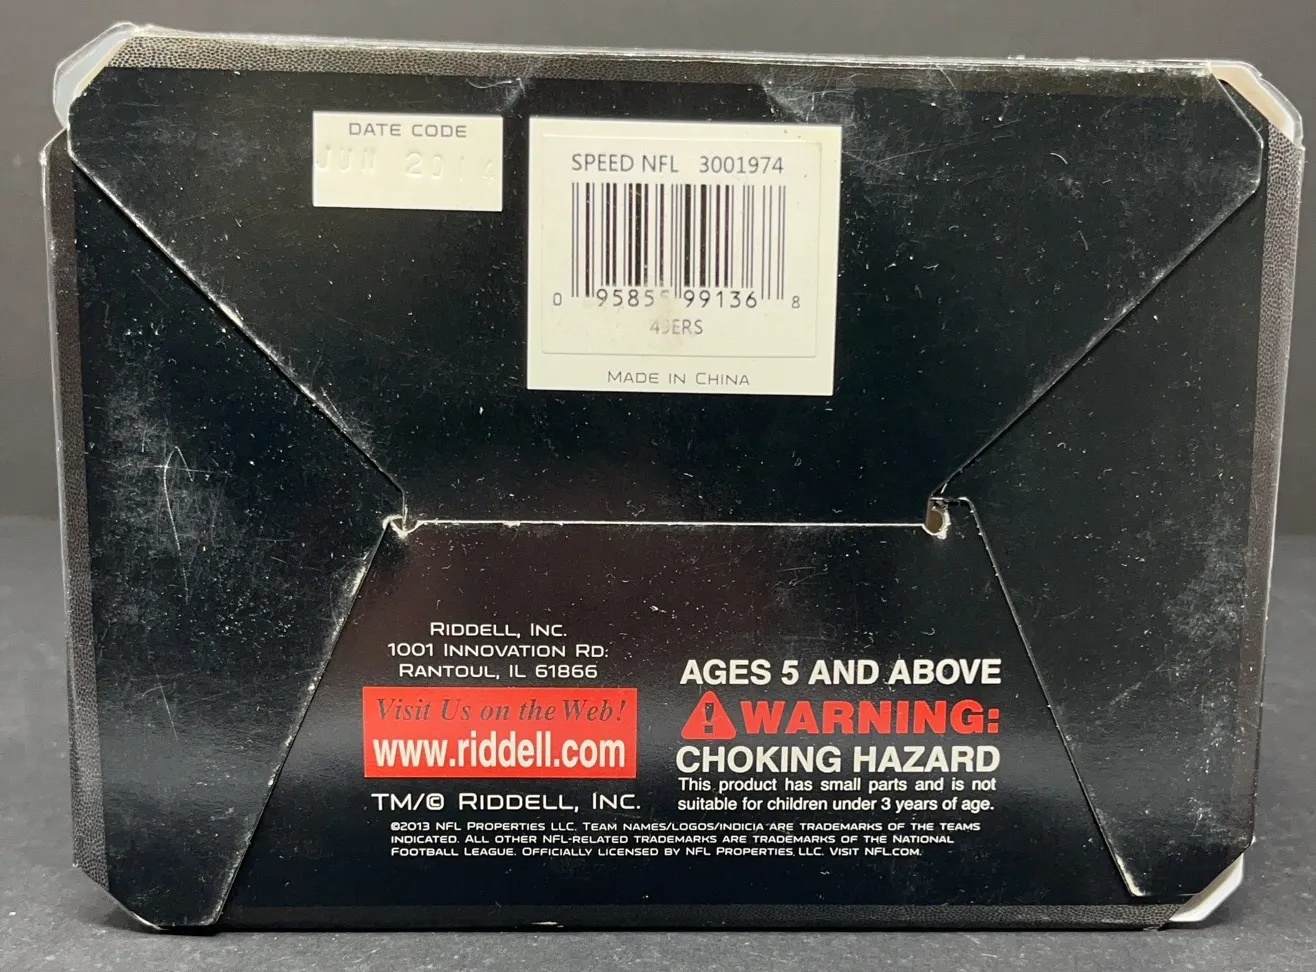 DATE CODE
JUN 2014
SPEED NFL 3001974
0 95855 99136 8
49ERS
MADE IN CHINA
RIDDELL, INC.
1001 INNOVATION RD.
RANTOUL, IL 61866
Visit Us on the Web!
www.riddell.com
TM/© RIDDELL, INC.
AGES 5 AND ABOVE
WARNING:
CHOKING HAZARD
This product has small parts and is not
suitable for children under 3 years of age.
©2013 NFL PROPERTIES LLC. TEAM NAMES/LOGOS/INDICIA ARE TRADEMARKS OF THE TEAMS
INDICATED. ALL OTHER NFL-RELATED TRADEMARKS ARE TRADEMARKS OF THE NATIONAL
FOOTBALL LEAGUE. OFFICIALLY LICENSED BY NFL PROPERTIES, LLC. VISIT NFL.COM.